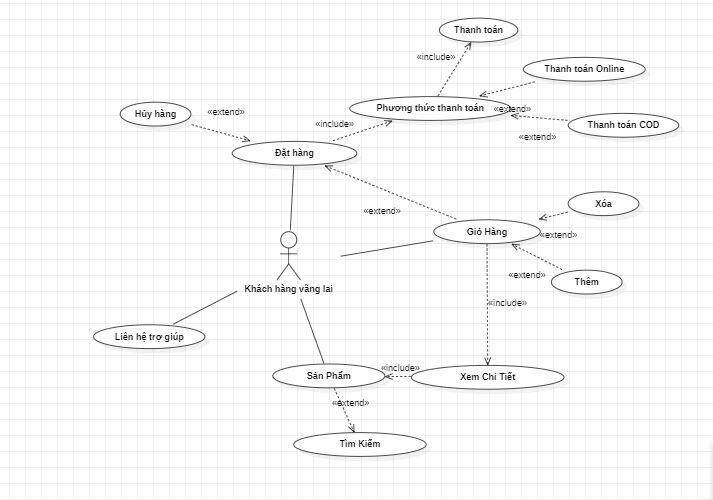 Thanh toán
«include»
Thanh toán Online
Phương thức thanh toán
«extend»
Hủy hàng
«extend»
«include»
Thanh toán COD
«extend»
Đặt hàng
Xóa
«extend»
Giỏ Hàng
«extend»
«extend»
Thêm
Khách hàng vãng lai
«include»
Liên hệ trợ giúp
«include»
Sản Phẩm
Xem Chi Tiết
«extend»
Tìm Kiếm